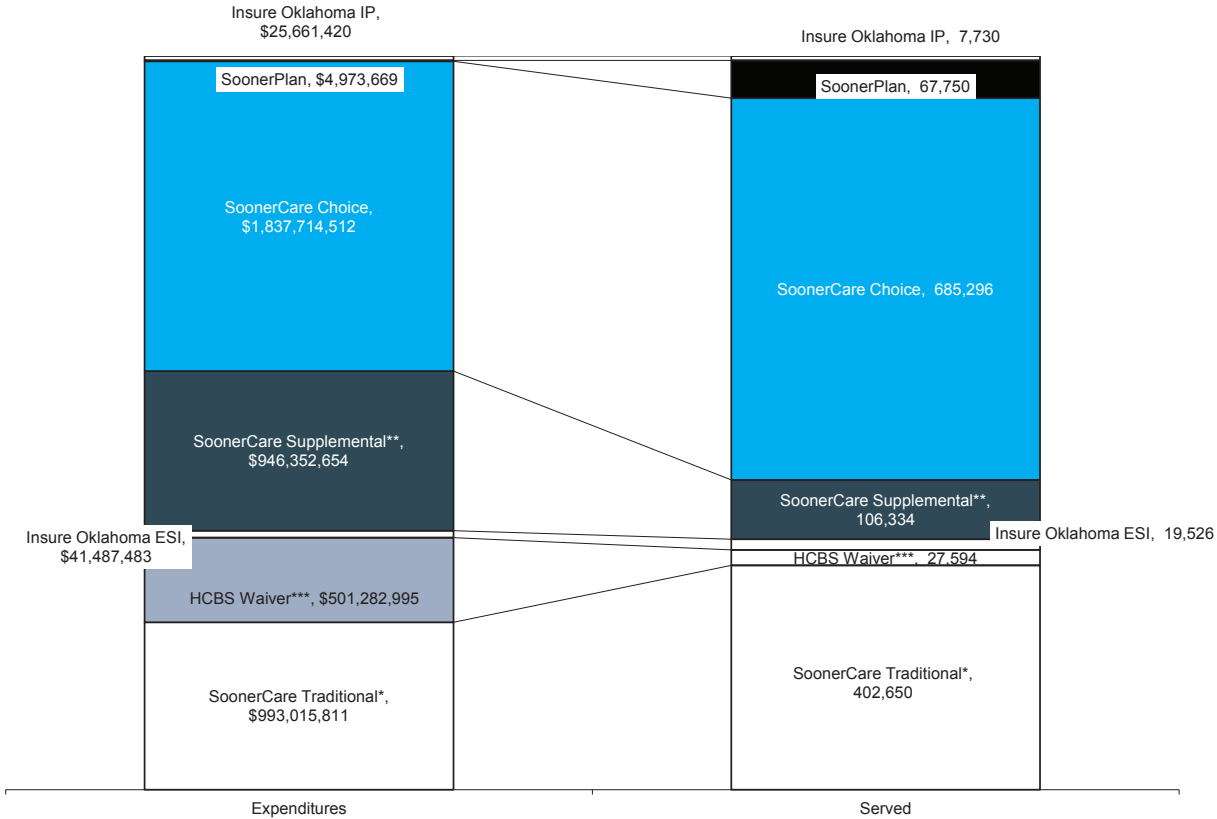 Insure Oklahoma IP,
$25,661,420
SoonerPlan, $4,973,669
SoonerCare Choice,
$1,837,714,512
SoonerCare Supplemental**,
$946,352,654
Insure Oklahoma ESI,
$41,487,483
HCBS Waiver***, $501,282,995
SoonerCare Traditional*,
$993,015,811
Expenditures
Insure Oklahoma IP, 7,730
SoonerPlan, 67,750
SoonerCare Choice, 685,296
SoonerCare Supplemental**,
106,334
Insure Oklahoma ESI, 19,526
HCBS Waiver***, 27,594
SoonerCare Traditional*,
402,650
Served